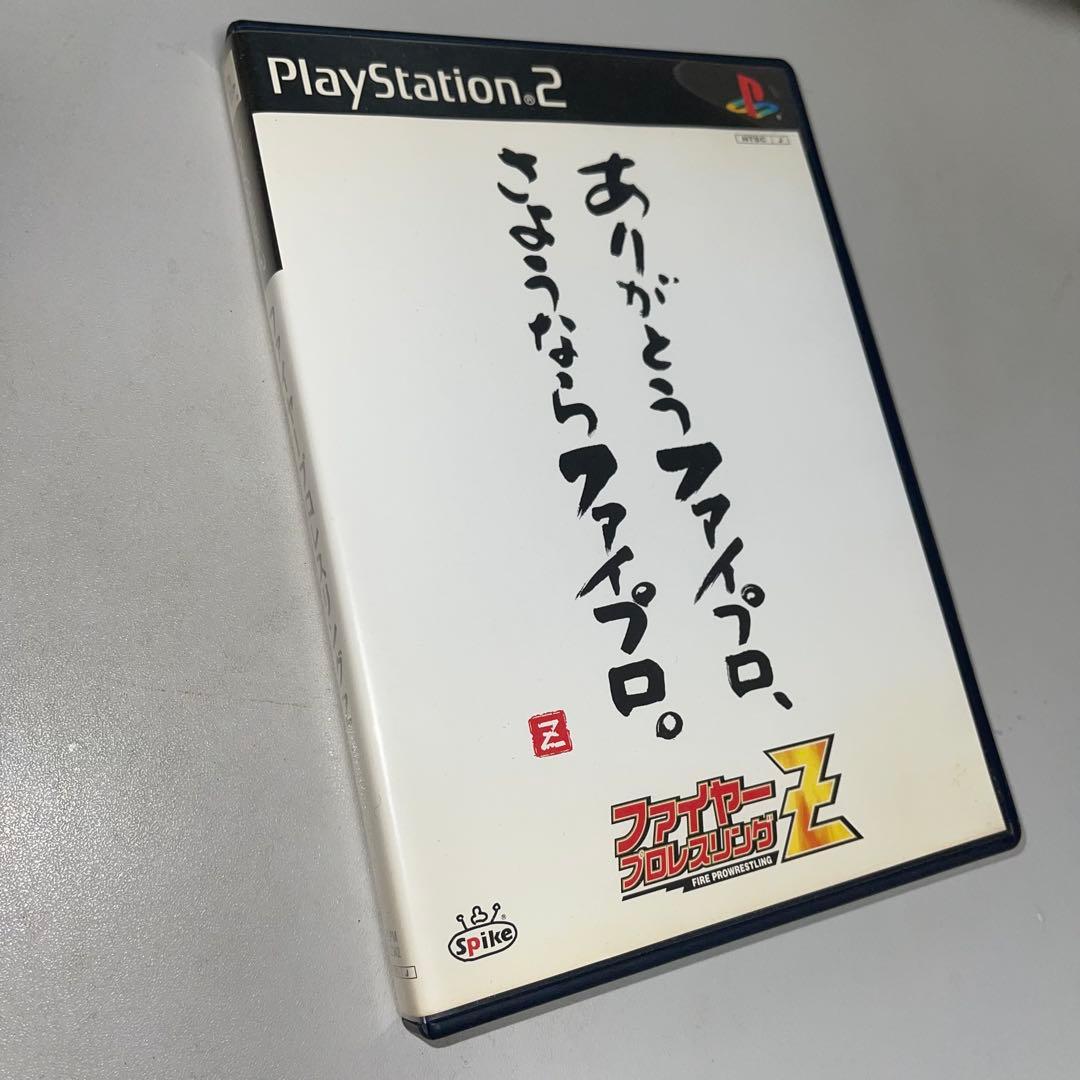 PlayStation®2
NTSC J
ありがとうファイプロ、
さようならファイプロ。
Z
ファイヤー
プロレスリング
Z
FIRE PROWRESTLING
Spike®